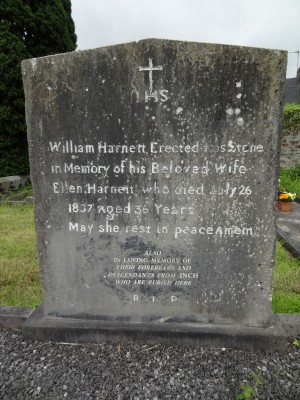 IHS
William Harnett Erected this Stone
in Memory of his Beloved Wife
Ellen Harnett who died July 26
1837 Aged 36 Years
May she rest in peace Amen
ALSO
IN LOVING MEMORY OF
THEIR FOREBEARS AND
DESCENDANTS FROM INCH
WHO ARE BURIED HERE
R I P